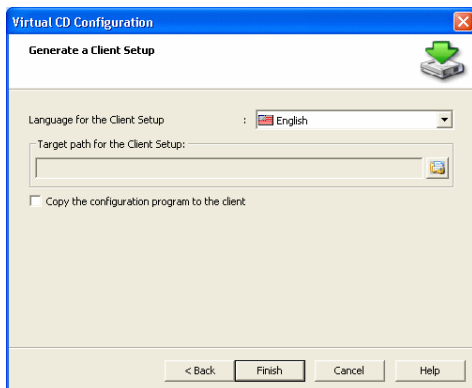 Virtual CD Configuration
Generate a Client Setup
Language for the Client Setup : English
Target path for the Client Setup:
Copy the configuration program to the client
< Back Finish Cancel Help